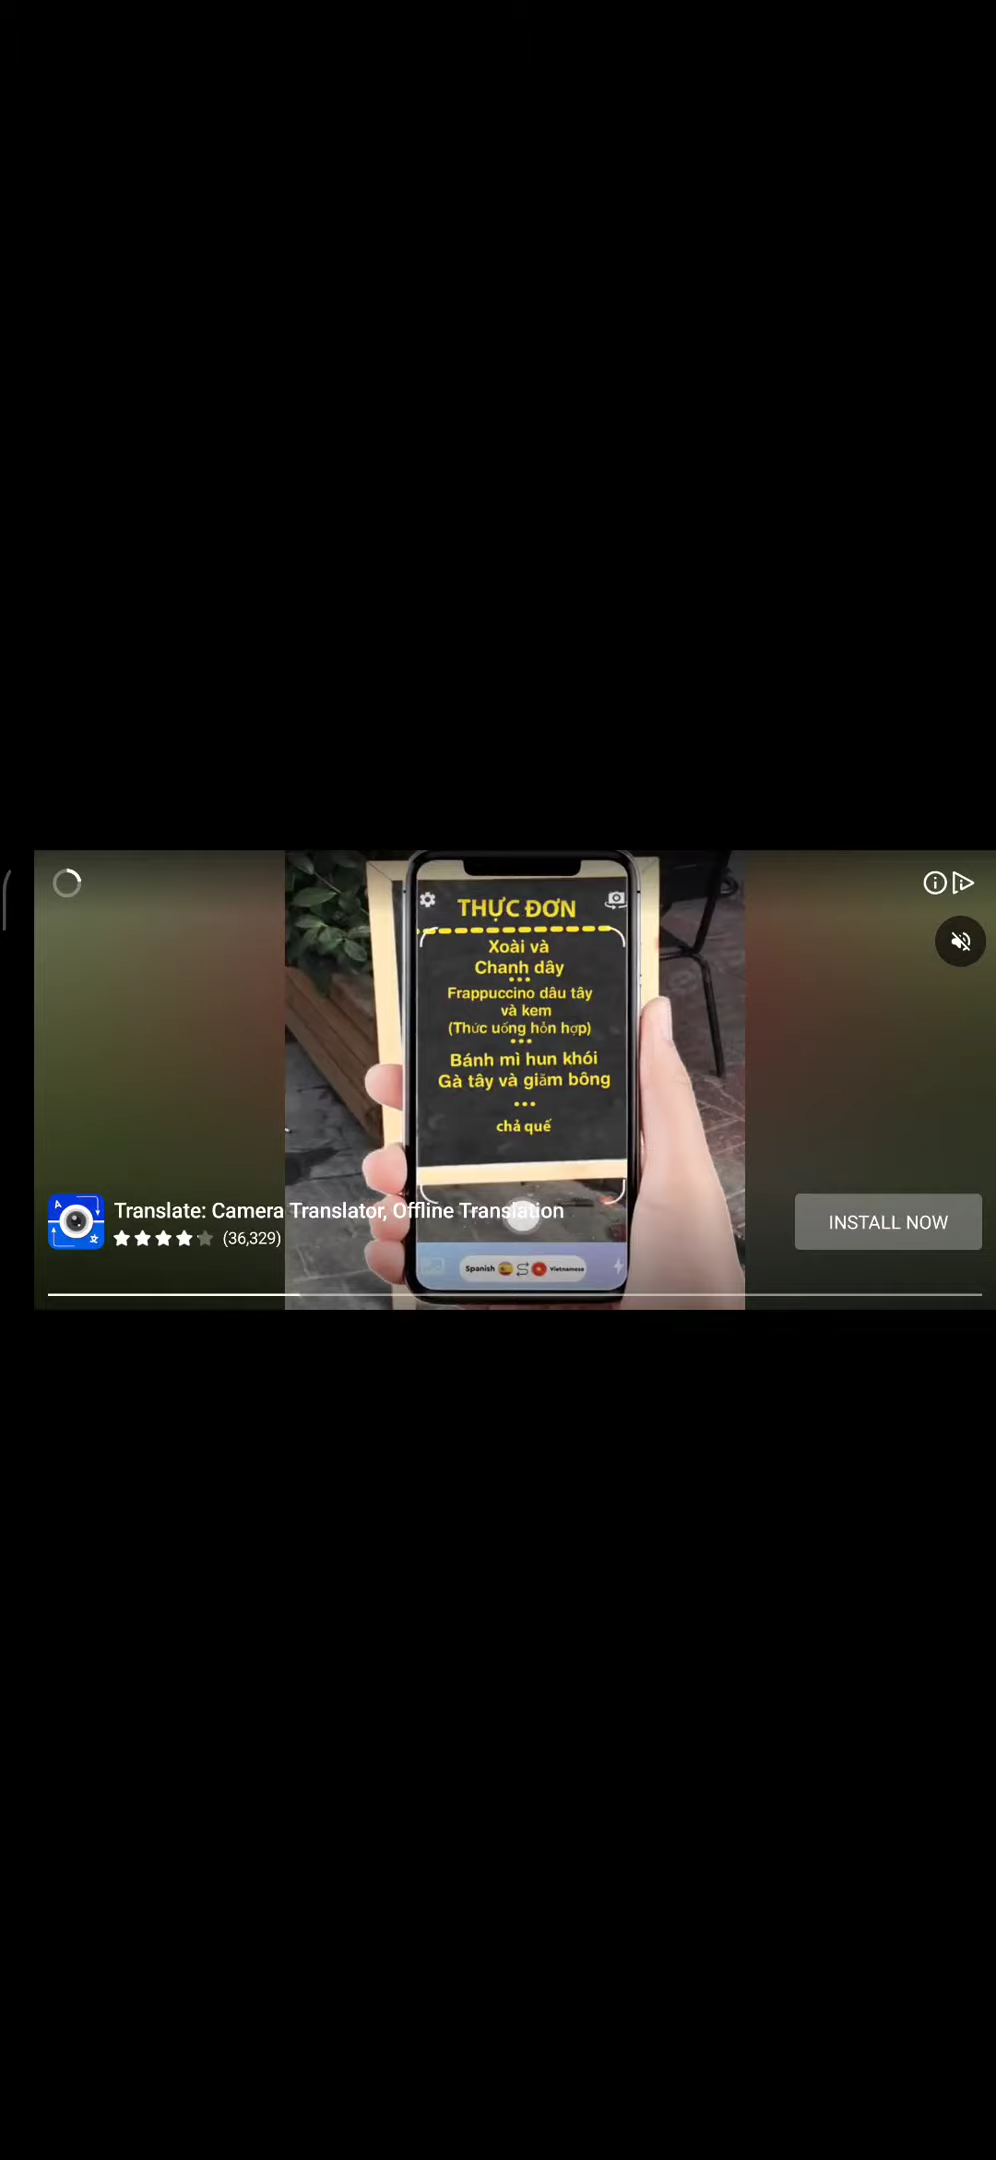 THỰC ĐƠN
Xoài và
Chanh dây
Frappuccino dâu tây
và kem
(Thức uống hỗn hợp)
Bánh mì hun khói
Gà tây và giăm bông
chả quế
Translate: Camera Translator, Offline Translation
(36,329)
INSTALL NOW
Spanish
Vietnamese